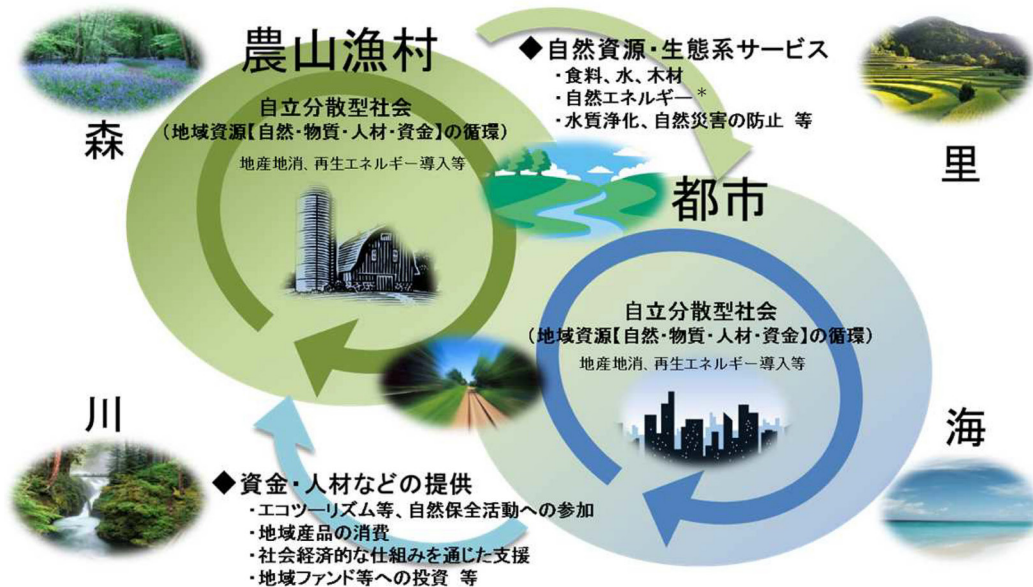 農山漁村
◆自然資源・生態系サービス
・食料、水、木材
・自然エネルギー*
・水質浄化、自然災害の防止 等
森
自立分散型社会
(地域資源【自然・物質・人材・資金】の循環)
地産地消、再生エネルギー導入等
里
都市
自立分散型社会
(地域資源【自然・物質・人材・資金】の循環)
地産地消、再生エネルギー導入等
川
海
◆資金・人材などの提供
・エコツーリズム等、自然保全活動への参加
・地域産品の消費
・社会経済的な仕組みを通じた支援
・地域ファンド等への投資 等